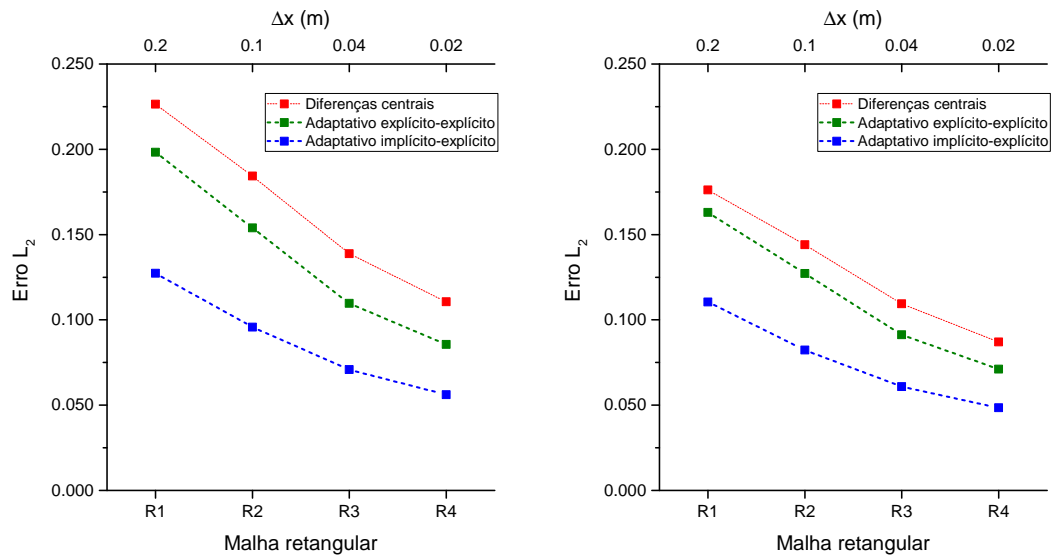 Δx (m)
0.2 0.1 0.04 0.02
0.250
0.200
0.150
0.100
0.050
0.000
Erro L2
Diferenças centrais
Adaptativo explícito-explícito
Adaptativo implícito-explícito
R1 R2 R3 R4
Malha retangular
Δx (m)
0.2 0.1 0.04 0.02
0.250
0.200
0.150
0.100
0.050
0.000
Erro L2
Diferenças centrais
Adaptativo explícito-explícito
Adaptativo implícito-explícito
R1 R2 R3 R4
Malha retangular